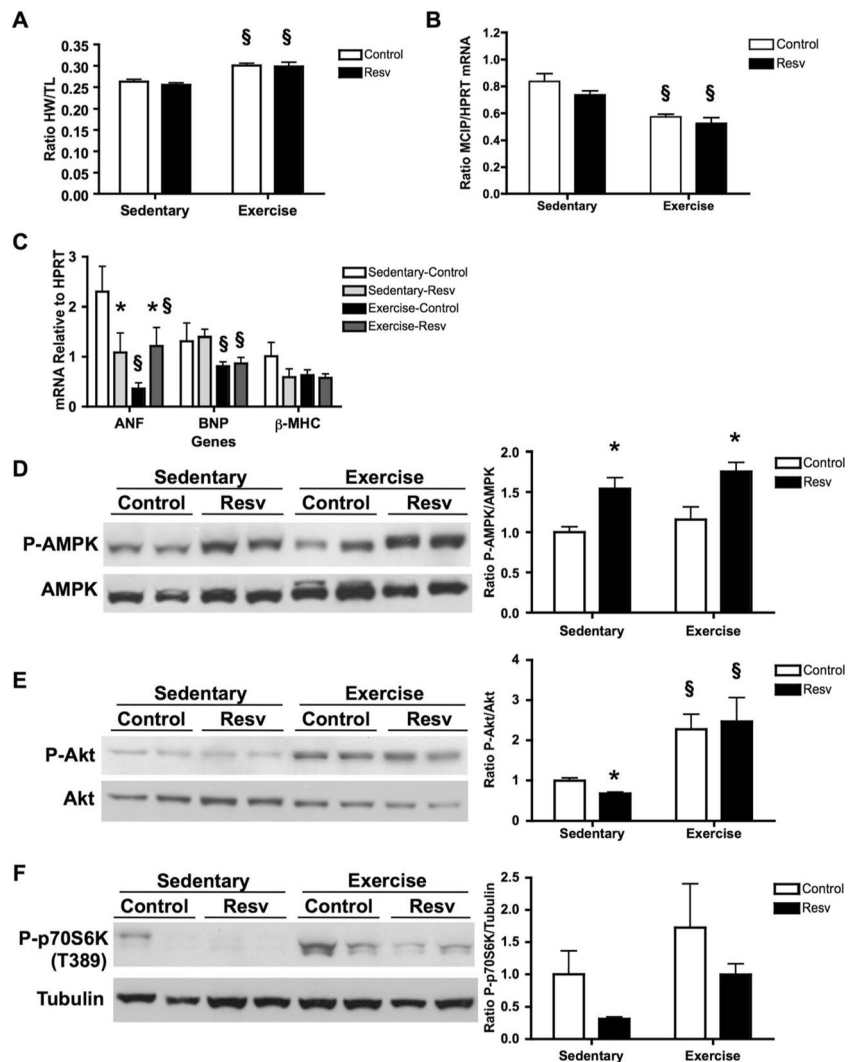 A
Ratio HW/TL
0.35
0.30
0.25
0.20
0.15
0.10
0.05
0.00
§ §
Sedentary Exercise
Control
Resv
B
Ratio MCIP/HPRT mRNA
1.2
1.0
0.8
0.6
0.4
0.2
0.0
§ §
Sedentary Exercise
Control
Resv
C
mRNA Relative to HPRT
3
2
1
0
* * §
§
§ §
ANF BNP β-MHC
Genes
Sedentary-Control
Sedentary-Resv
Exercise-Control
Exercise-Resv
D
Sedentary Exercise
Control Resv Control Resv
P-AMPK
AMPK
Ratio P-AMPK/AMPK
2.0
1.5
1.0
0.5
0.0
* *
Sedentary Exercise
Control
Resv
E
Sedentary Exercise
Control Resv Control Resv
P-Akt
Akt
Ratio P-Akt/Akt
4
3
2
1
0
*
§ §
Sedentary Exercise
Control
Resv
F
Sedentary Exercise
Control Resv Control Resv
P-p70S6K
(T389)
Tubulin
Ratio P-p70S6K/Tubulin
2.5
2.0
1.5
1.0
0.5
0.0
Sedentary Exercise
Control
Resv